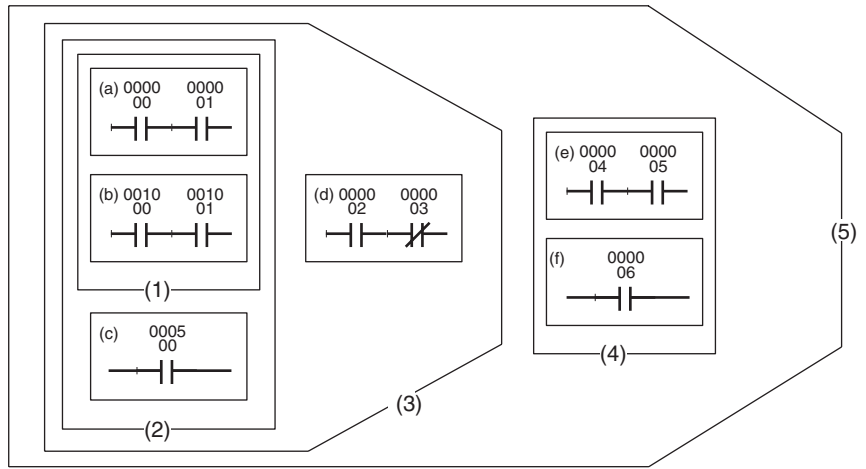 (a) 0000 0000
00 01
(b) 0010 0010
00 01
(1)
(c) 0005
00
(2)
(d) 0000 0000
02 03
(3)
(e) 0000 0000
04 05
(f) 0000
06
(4)
(5)